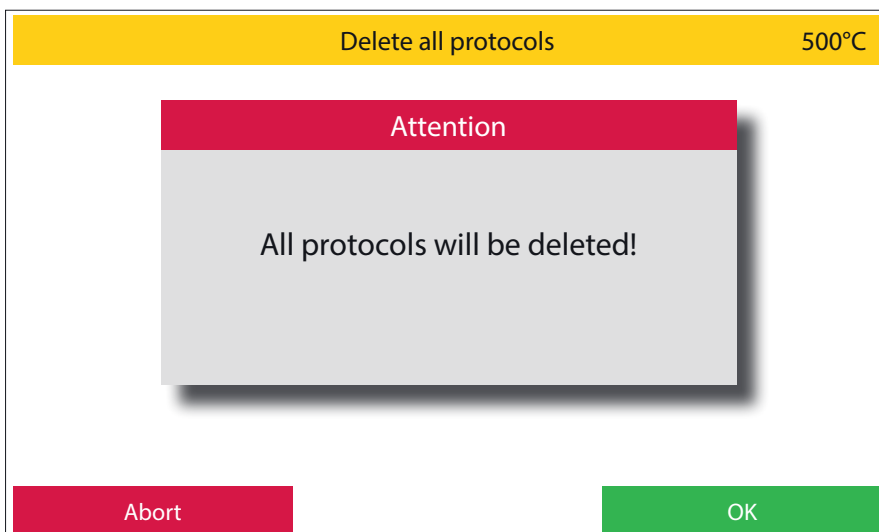 Delete all protocols 500°C
Attention
All protocols will be deleted!
Abort OK